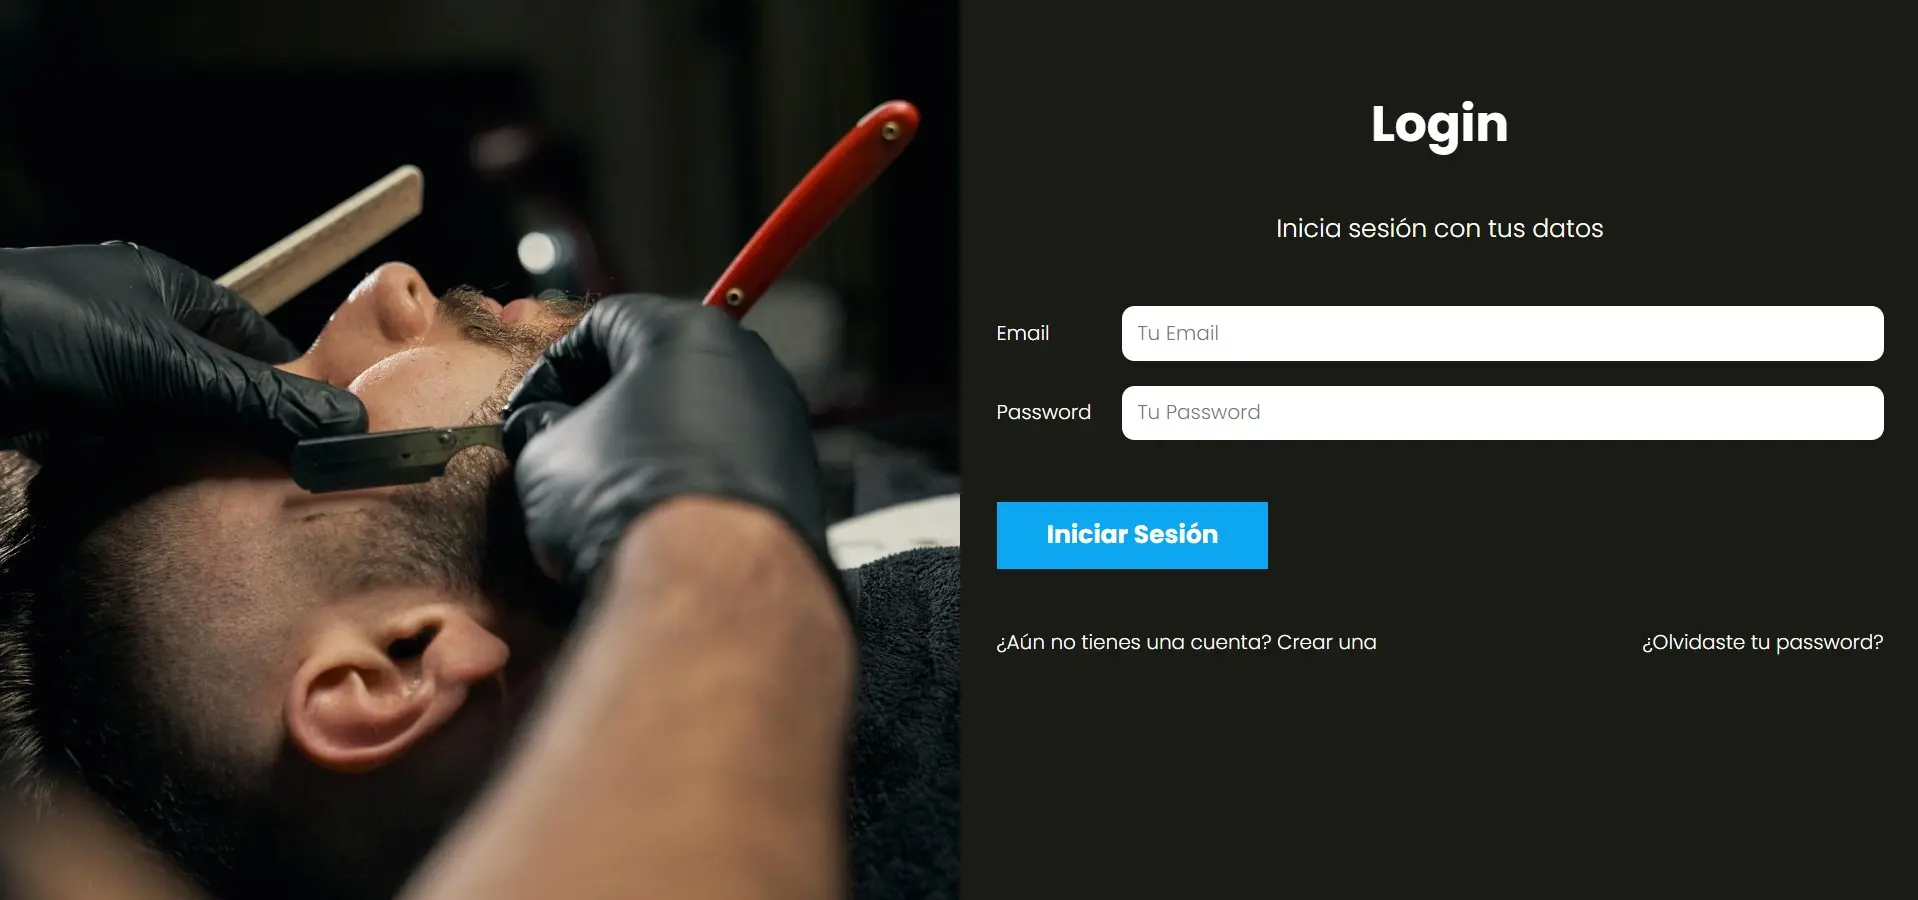 Login
Inicia sesión con tus datos
Email
Tu Email
Password
Tu Password
Iniciar Sesión
¿Aún no tienes una cuenta? Crear una
¿Olvidaste tu password?